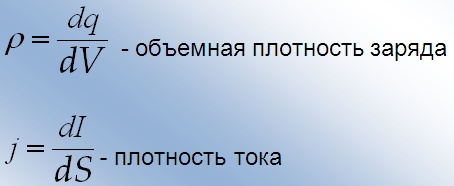 ρ = dq/dV - объемная плотность заряда
j = dI/dS - плотность тока